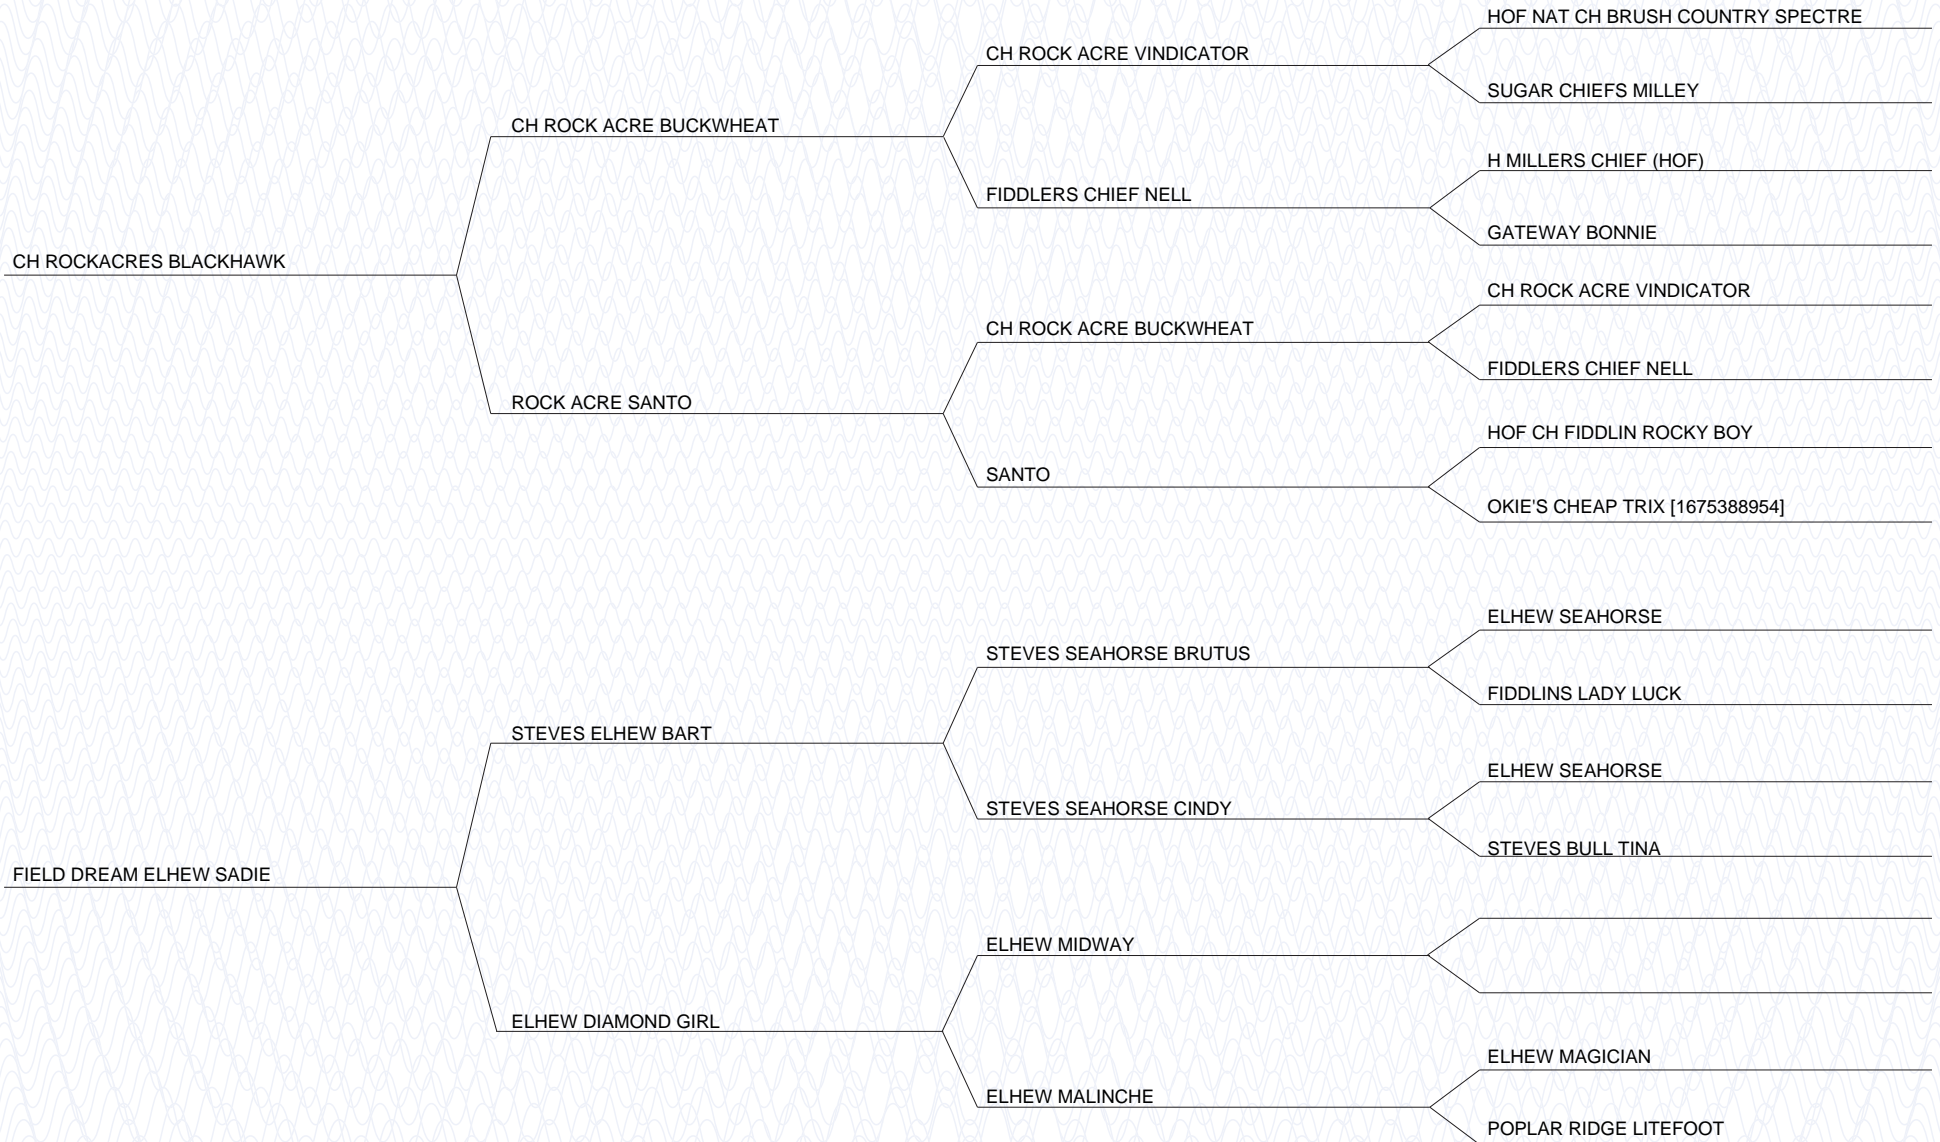 HOF NAT CH BRUSH COUNTRY SPECTRE
CH ROCK ACRE VINDICATOR
SUGAR CHIEFS MILLEY
CH ROCK ACRE BUCKWHEAT
H MILLERS CHIEF (HOF)
FIDDLERS CHIEF NELL
GATEWAY BONNIE
CH ROCKACRES BLACKHAWK
CH ROCK ACRE VINDICATOR
CH ROCK ACRE BUCKWHEAT
FIDDLERS CHIEF NELL
ROCK ACRE SANTO
HOF CH FIDDLIN ROCKY BOY
SANTO
OKIE'S CHEAP TRIX [1675388954]
ELHEW SEAHORSE
STEVES SEAHORSE BRUTUS
FIDDLINS LADY LUCK
STEVES ELHEW BART
ELHEW SEAHORSE
STEVES SEAHORSE CINDY
STEVES BULL TINA
FIELD DREAM ELHEW SADIE
ELHEW MIDWAY
ELHEW DIAMOND GIRL
ELHEW MAGICIAN
ELHEW MALINCHE
POPLAR RIDGE LITEFOOT